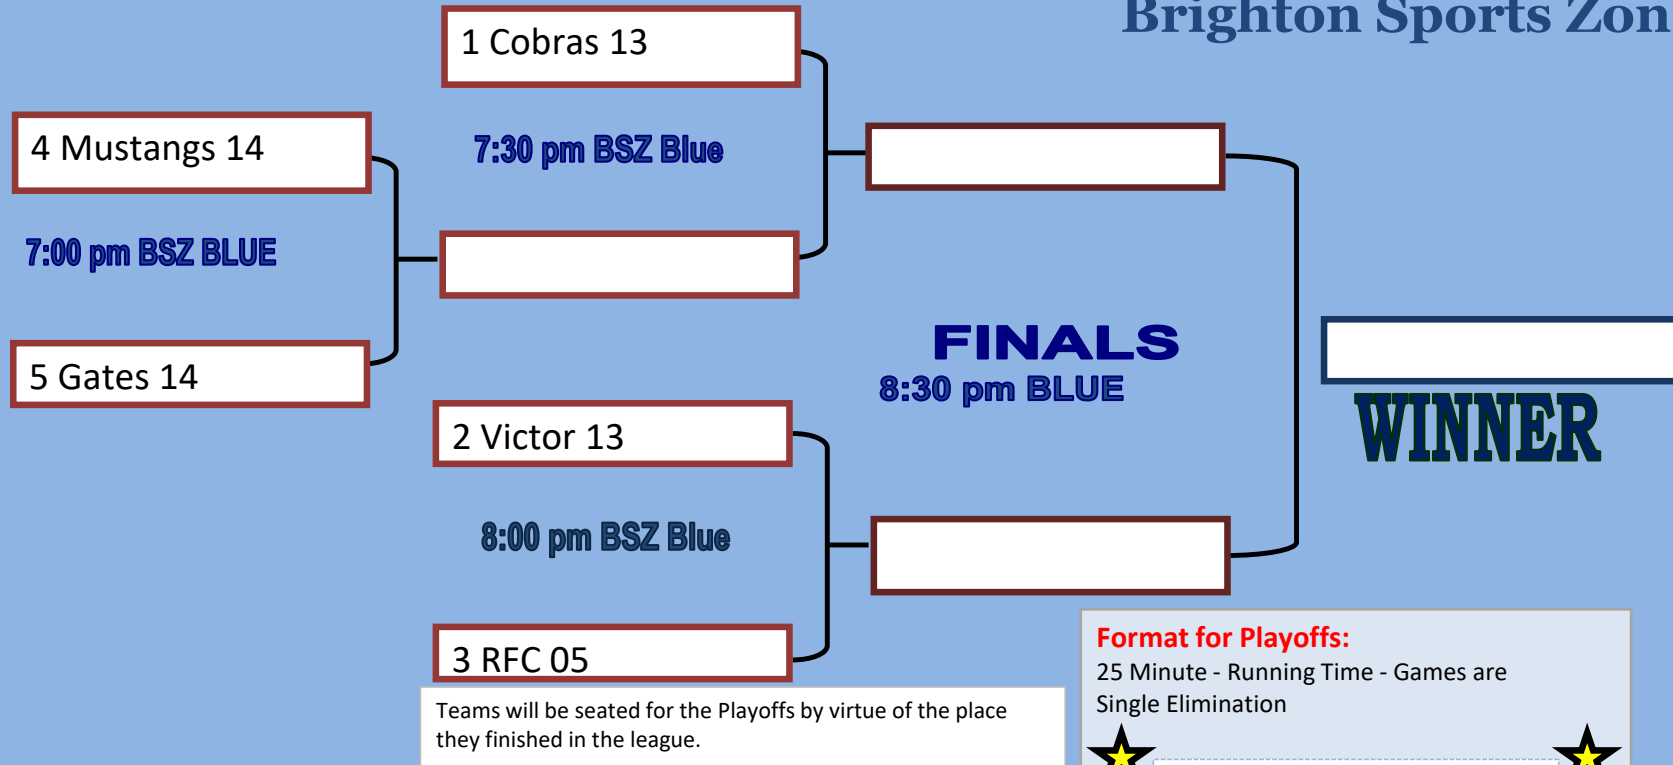 Brighton Sports Zon
1 Cobras 13
4 Mustangs 14
7:30 pm BSZ Blue
7:00 pm BSZ BLUE
5 Gates 14
FINALS
8:30 pm BLUE
WINNER
2 Victor 13
8:00 pm BSZ Blue
3 RFC 05
Teams will be seated for the Playoffs by virtue of the place
they finished in the league.
Format for Playoffs:
25 Minute - Running Time - Games are
Single Elimination